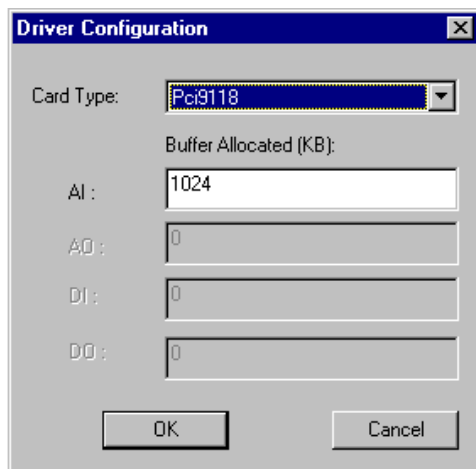 Driver Configuration
Card Type: Pci9118
Buffer Allocated (KB):
AI : 1024
AO : 0
DI : 0
DO : 0
OK Cancel